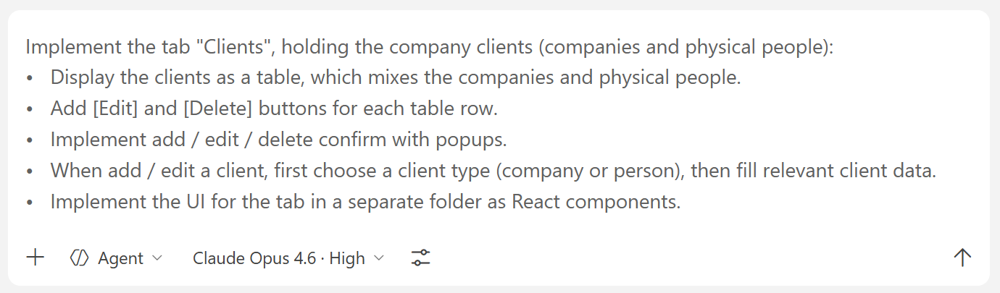 Implement the tab "Clients", holding the company clients (companies and physical people):
• Display the clients as a table, which mixes the companies and physical people.
• Add [Edit] and [Delete] buttons for each table row.
• Implement add / edit / delete confirm with popups.
• When add / edit a client, first choose a client type (company or person), then fill relevant client data.
• Implement the UI for the tab in a separate folder as React components.
Agent Claude Opus 4.6 · High